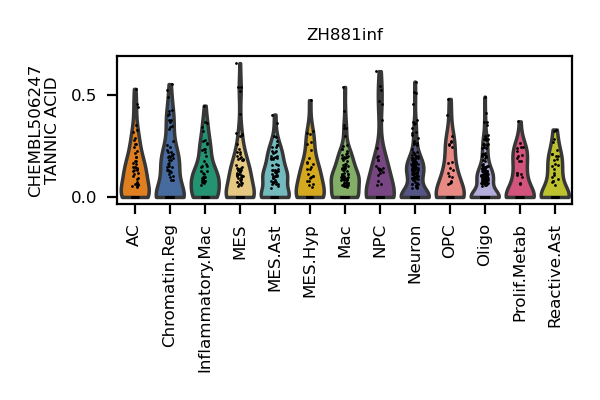 ZH881inf
CHEMBL506247
TANNIC ACID
0.5
0.0
AC
Chromatin.Reg
Inflammatory.Mac
MES
MES.Ast
MES.Hyp
Mac
NPC
Neuron
OPC
Oligo
Prolif.Metab
Reactive.Ast